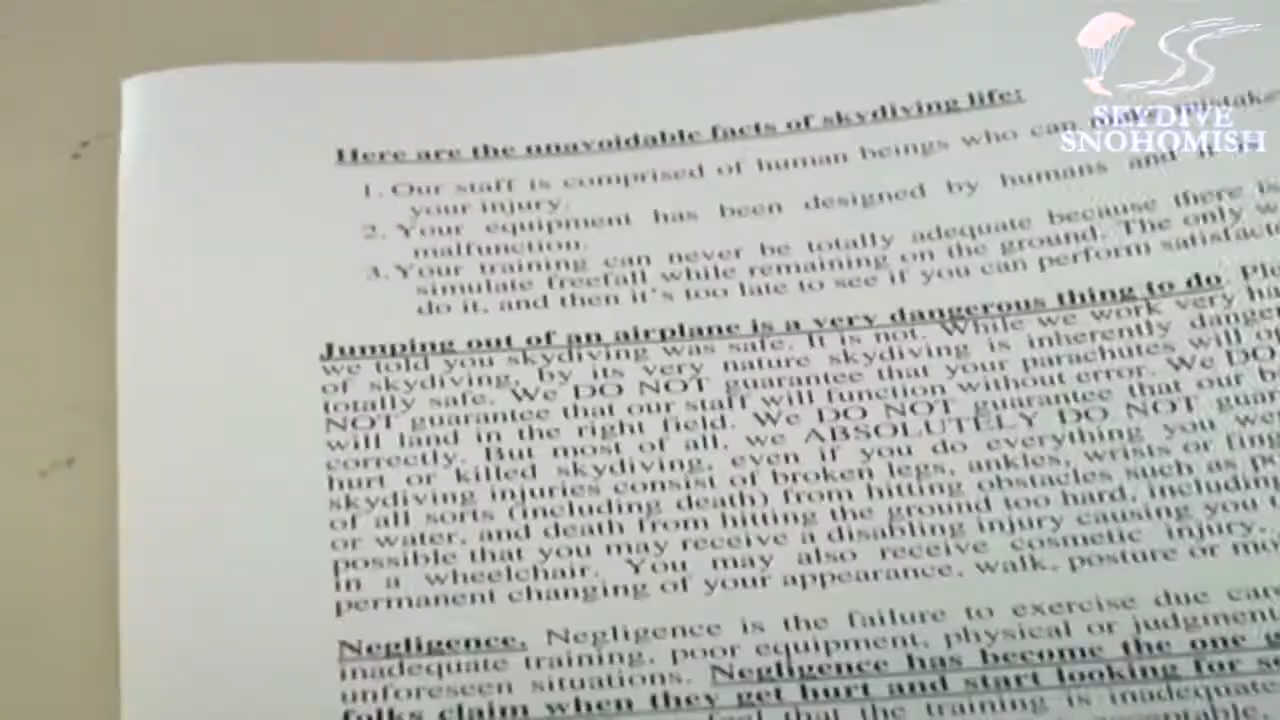 SKYDIVE
SNOHOMISH
Here are the unavoidable facts of skydiving life:
1. Our staff is comprised of human beings who can mistake
your injury.
2. Your equipment has been designed by humans and it
malfunction.
3. Your training can never be totally adequate because there is
simulate freefall while remaining on the ground. The only
do it, and then it's too late to see if you can perform
Jumping out of an airplane is a very dangerous thing to do.
we told you skydiving was safe. It is not. While we work very
of skydiving, by its very nature skydiving is inherently
totally safe. We DO NOT guarantee that your parachutes will
NOT guarantee that our staff will function without error. We DO
will land in the right field. We DO NOT guarantee that our
correctly. But most of all, we ABSOLUTELY DO NOT
hurt or killed skydiving, even if you do everything you
skydiving injuries consist of broken legs, ankles, wrists or
of all sorts (including death) from hitting obstacles such as
or water, and death from hitting the ground too hard, including
possible that you may receive a disabling injury causing you
in a wheelchair. You may also receive cosmetic injury,
permanent changing of your appearance, walk, posture or
Negligence. Negligence is the failure to exercise due
inadequate training, poor equipment, physical or
unforeseen situations. Negligence has become the one
folks claim when they get hurt and start looking for
feel that the training is inadequate